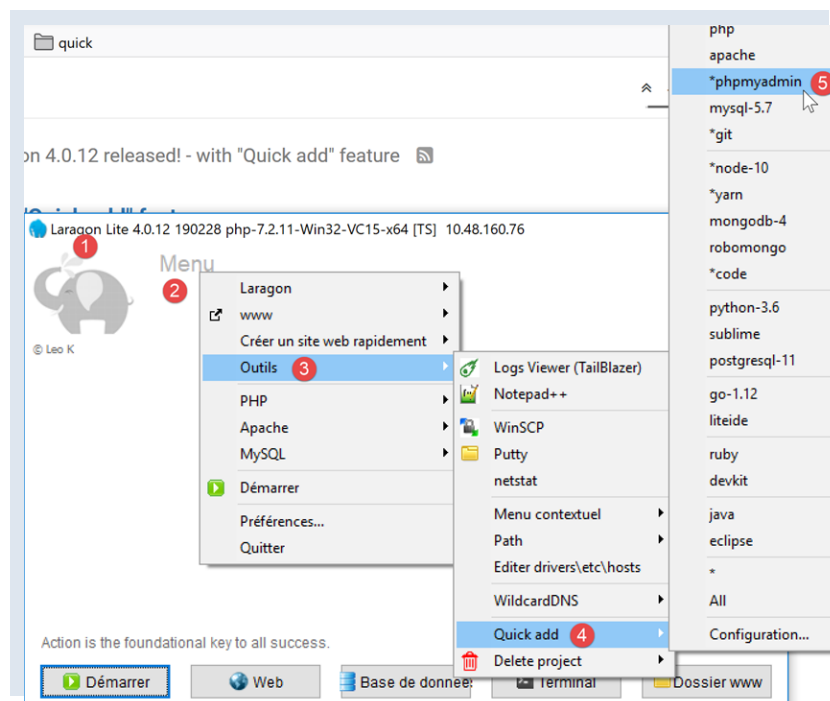 quick
on 4.0.12 released! - with "Quick add" feature
Laragon Lite 4.0.12 190228 php-7.2.11-Win32-VC15-x64 [TS] 10.48.160.76
1
Menu
2
© Leo K
Laragon
www
Créer un site web rapidement
Outils 3
PHP
Apache
MySQL
Démarrer
Préférences...
Quitter
Logs Viewer (TailBlazer)
Notepad++
WinSCP
Putty
netstat
Menu contextuel
Path
Editer drivers\etc\hosts
WildcardDNS
Quick add 4
Delete project
php
apache
*phpmyadmin 5
mysql-5.7
*git
*node-10
*yarn
mongodb-4
robomongo
*code
python-3.6
sublime
postgresql-11
go-1.12
liteide
ruby
devkit
java
eclipse
*
All
Configuration...
Action is the foundational key to all success.
Démarrer
Web
Base de donnée
Terminal
Dossier www